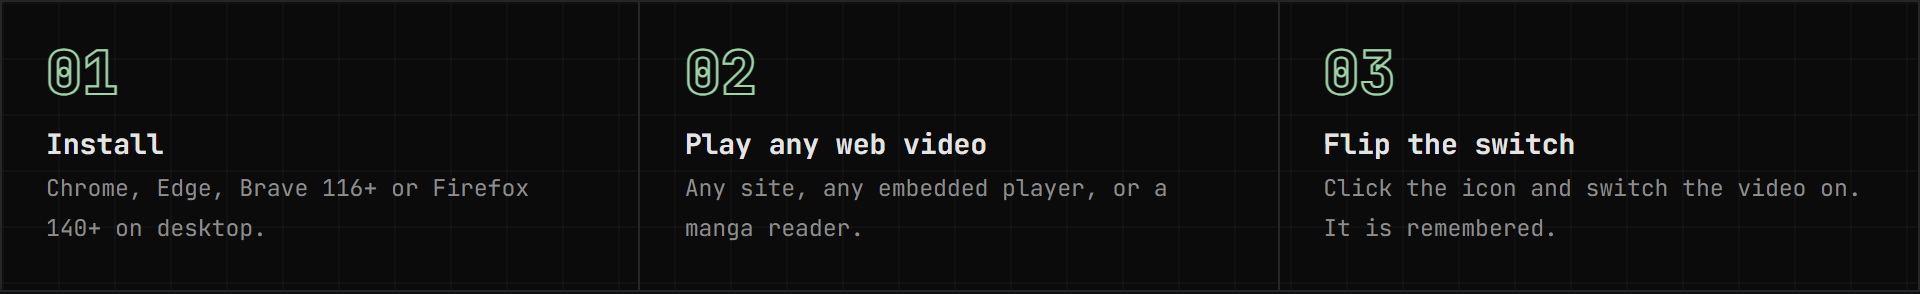 01
Install
Chrome, Edge, Brave 116+ or Firefox
140+ on desktop.
02
Play any web video
Any site, any embedded player, or a
manga reader.
03
Flip the switch
Click the icon and switch the video on.
It is remembered.